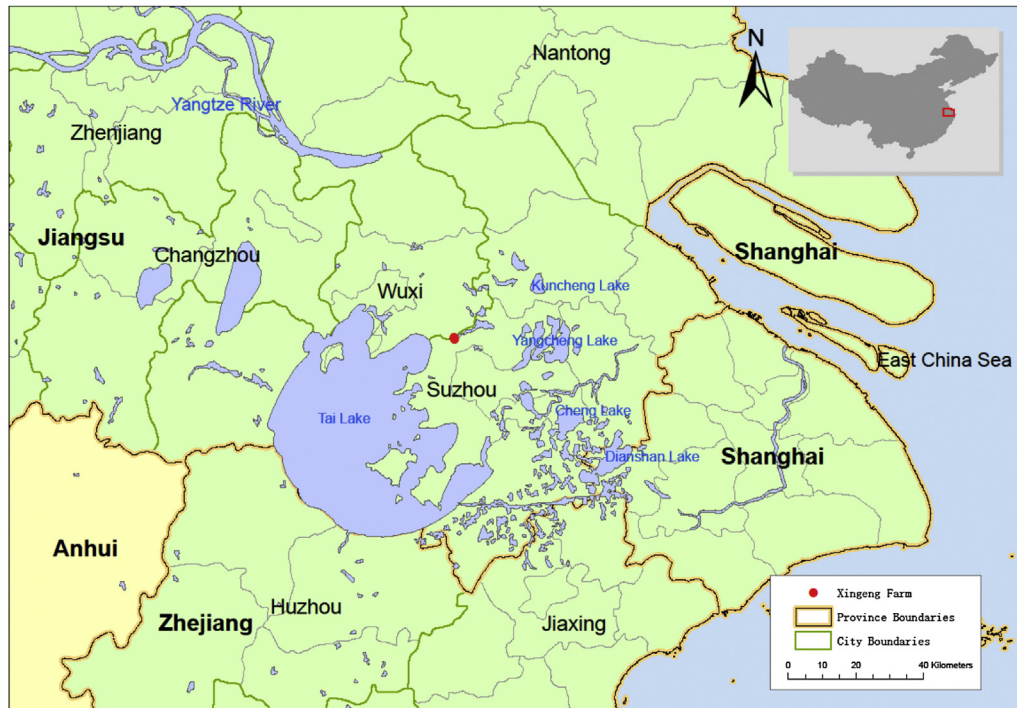 N
Nantong
Yangtze River
Zhenjiang
Jiangsu
Changzhou
Shanghai
Kuncheng Lake
Wuxi
Yangcheng Lake
East China Sea
Suzhou
Tai Lake
Cheng Lake
Dianshan Lake
Shanghai
Anhui
Huzhou
Zhejiang
Jiaxing
Xingeng Farm
Province Boundaries
City Boundaries
0 10 20 40 Kilometers